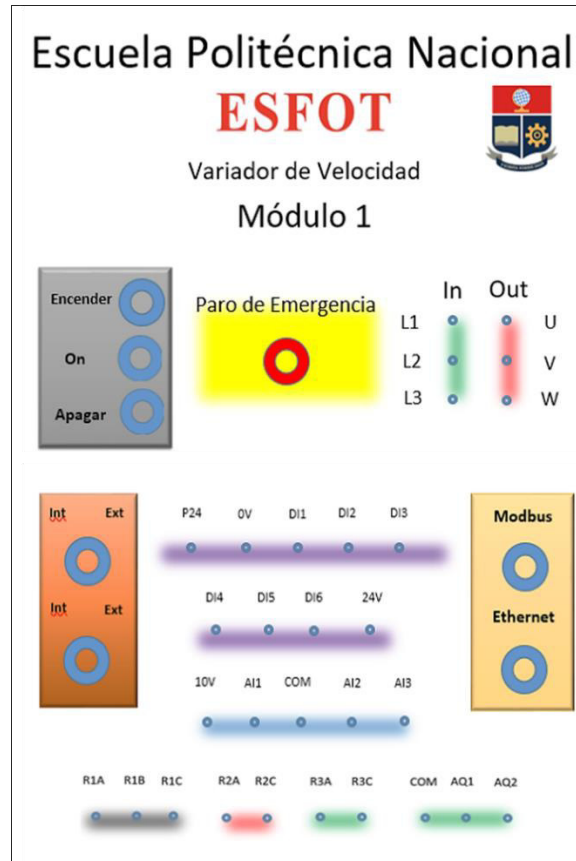 Escuela Politécnica Nacional
ESFOT
Variador de Velocidad
Módulo 1
Encender
On
Apagar
Paro de Emergencia
In Out
L1 U
L2 V
L3 W
Int Ext
Int Ext
P24 0V DI1 DI2 DI3
DI4 DI5 DI6 24V
10V AI1 COM AI2 AI3
Modbus
Ethernet
R1A R1B R1C R2A R2C R3A R3C COM AQ1 AQ2